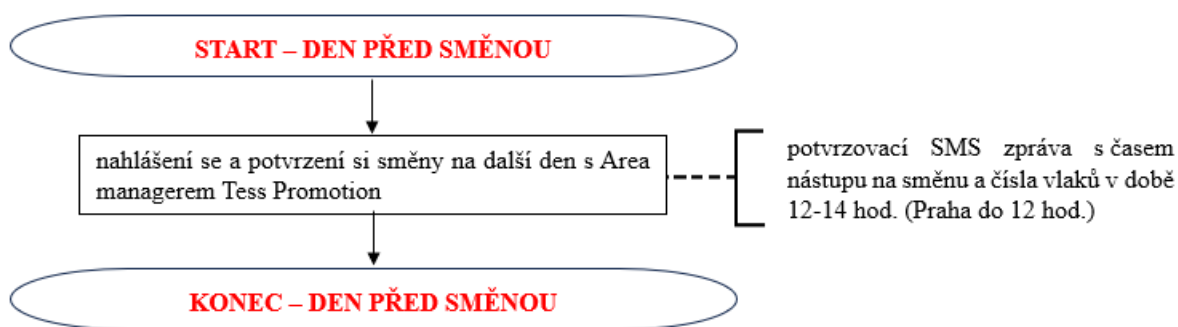 START – DEN PŘED SMĚNOU
nahlášení se a potvrzení si směny na další den s Area
managerem Tess Promotion
potvrzovací SMS zpráva s časem
nástupu na směnu a čísla vlaků v době
12-14 hod. (Praha do 12 hod.)
KONEC – DEN PŘED SMĚNOU